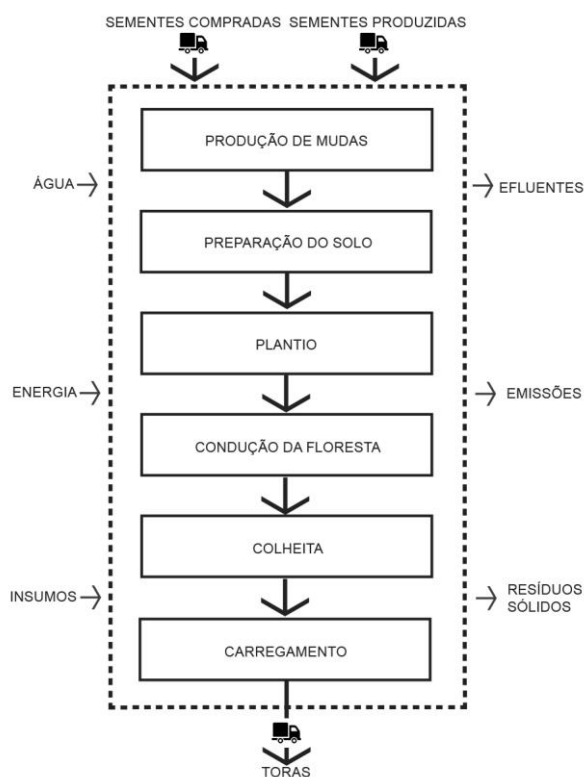 SEMENTES COMPRADAS SEMENTES PRODUZIDAS
PRODUÇÃO DE MUDAS
ÁGUA
EFLUENTES
PREPARAÇÃO DO SOLO
PLANTIO
ENERGIA
EMISSÕES
CONDUÇÃO DA FLORESTA
COLHEITA
INSUMOS
RESÍDUOS
SÓLIDOS
CARREGAMENTO
TORAS